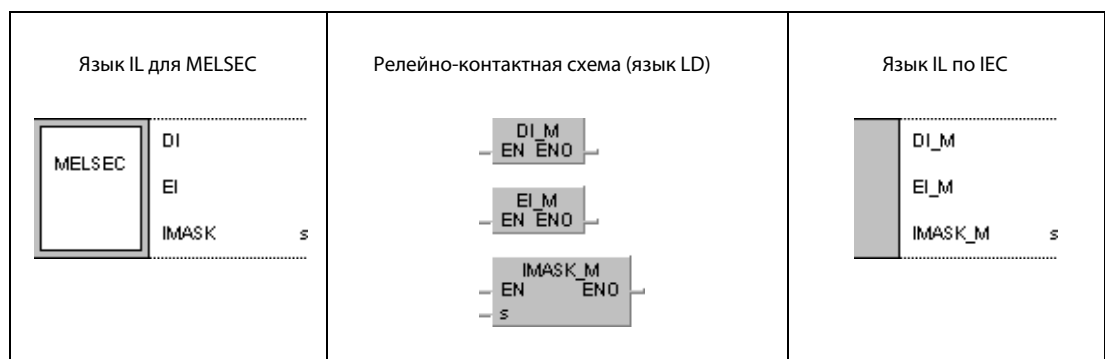 Язык IL для MELSEC
MELSEC
DI
EI
IMASK s
Релейно-контактная схема (язык LD)
DI_M
EN ENO
EI_M
EN ENO
IMASK_M
EN ENO
s
Язык IL по IEC
DI_M
EI_M
IMASK_M s